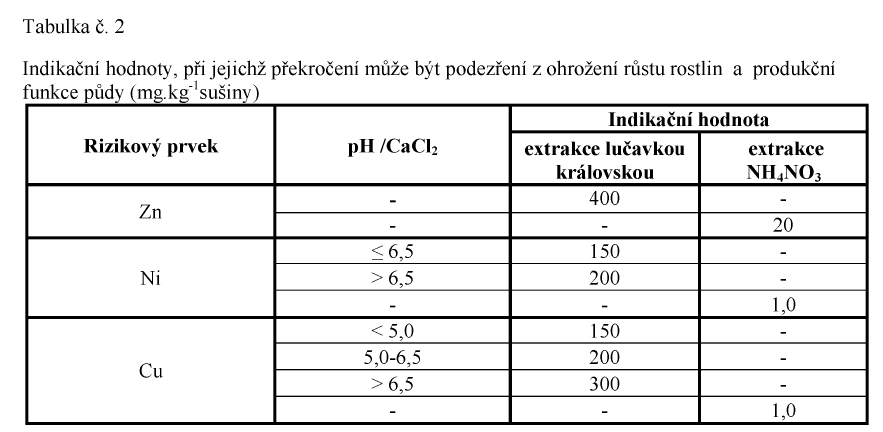 Tabulka č. 2
Indikační hodnoty, při jejichž překročení může být podezření z ohrožení růstu rostlin a produkční
funkce půdy (mg.kg⁻¹sušiny)
Rizikový prvek pH /CaCl₂ Indikační hodnota
extrakce lučavkou královskou extrakce NH₄NO₃
Zn - 400 -
- - 20
Ni ≤ 6,5 150 -
> 6,5 200 -
- - 1,0
Cu < 5,0 150 -
5,0-6,5 200 -
> 6,5 300 -
- - 1,0